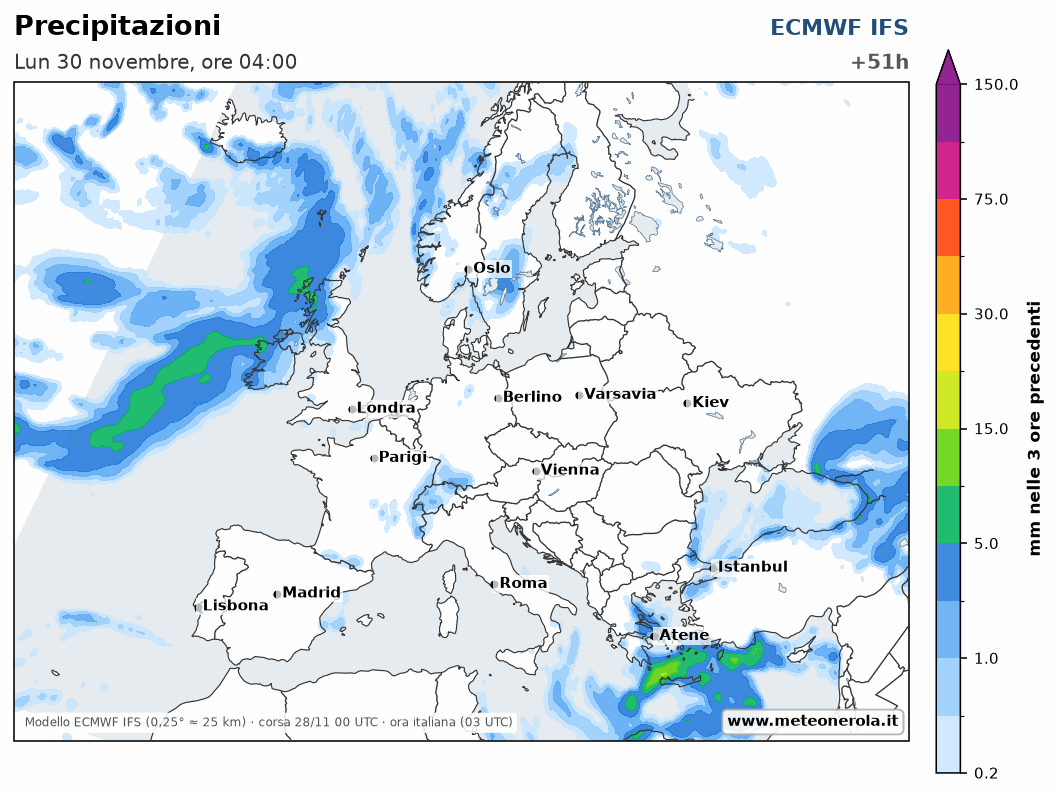 Precipitazioni
ECMWF IFS
Lun 30 novembre, ore 04:00
+51h
150.0
75.0
30.0
15.0
5.0
1.0
0.2
mm nelle 3 ore precedenti
Oslo
Berlino
Varsavia
Kiev
Londra
Parigi
Vienna
Istanbul
Roma
Madrid
Lisbona
Atene
Modello ECMWF IFS (0,25° ≈ 25 km) · corsa 28/11 00 UTC · ora italiana (03 UTC)
www.meteonerola.it